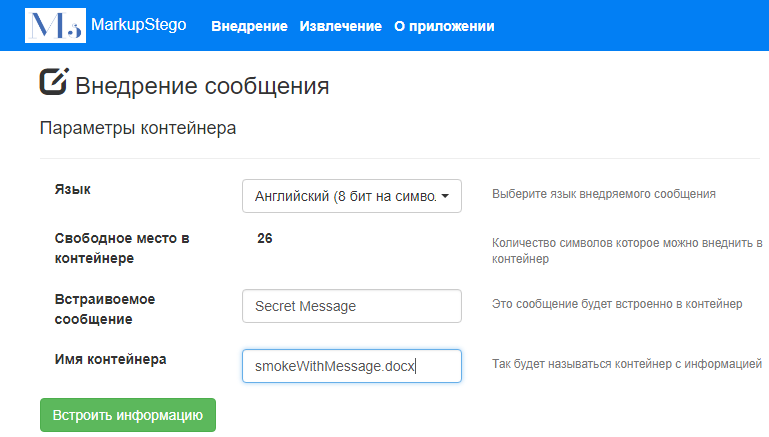 MarkupStego Внедрение Извлечение О приложении
Внедрение сообщения
Параметры контейнера
Язык
Английский (8 бит на симво.
Выберите язык внедряемого сообщения
Свободное место в
контейнере
26
Количество символов которое можно внеднить в
контейнер
Встраивоемое
сообщение
Secret Message
Это сообщение будет встроенно в контейнер
Имя контейнера
smokeWithMessage.docx
Так будет называться контейнер с информацией
Встроить информацию